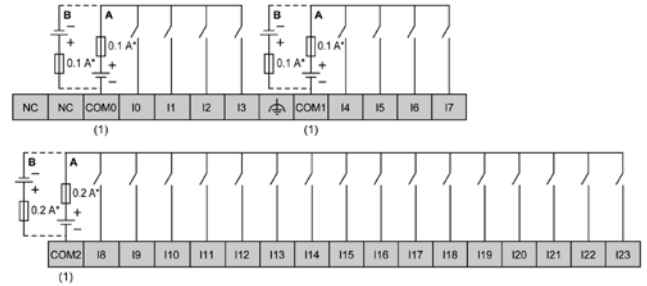 B A B A
0.1 A* 0.1 A* 0.1 A* 0.1 A*
NC NC COM0 I0 I1 I2 I3 COM1 I4 I5 I6 I7
(1) (1)
B A
0.2 A* 0.2 A*
COM2 I8 I9 I10 I11 I12 I13 I14 I15 I16 I17 I18 I19 I20 I21 I22 I23
(1)